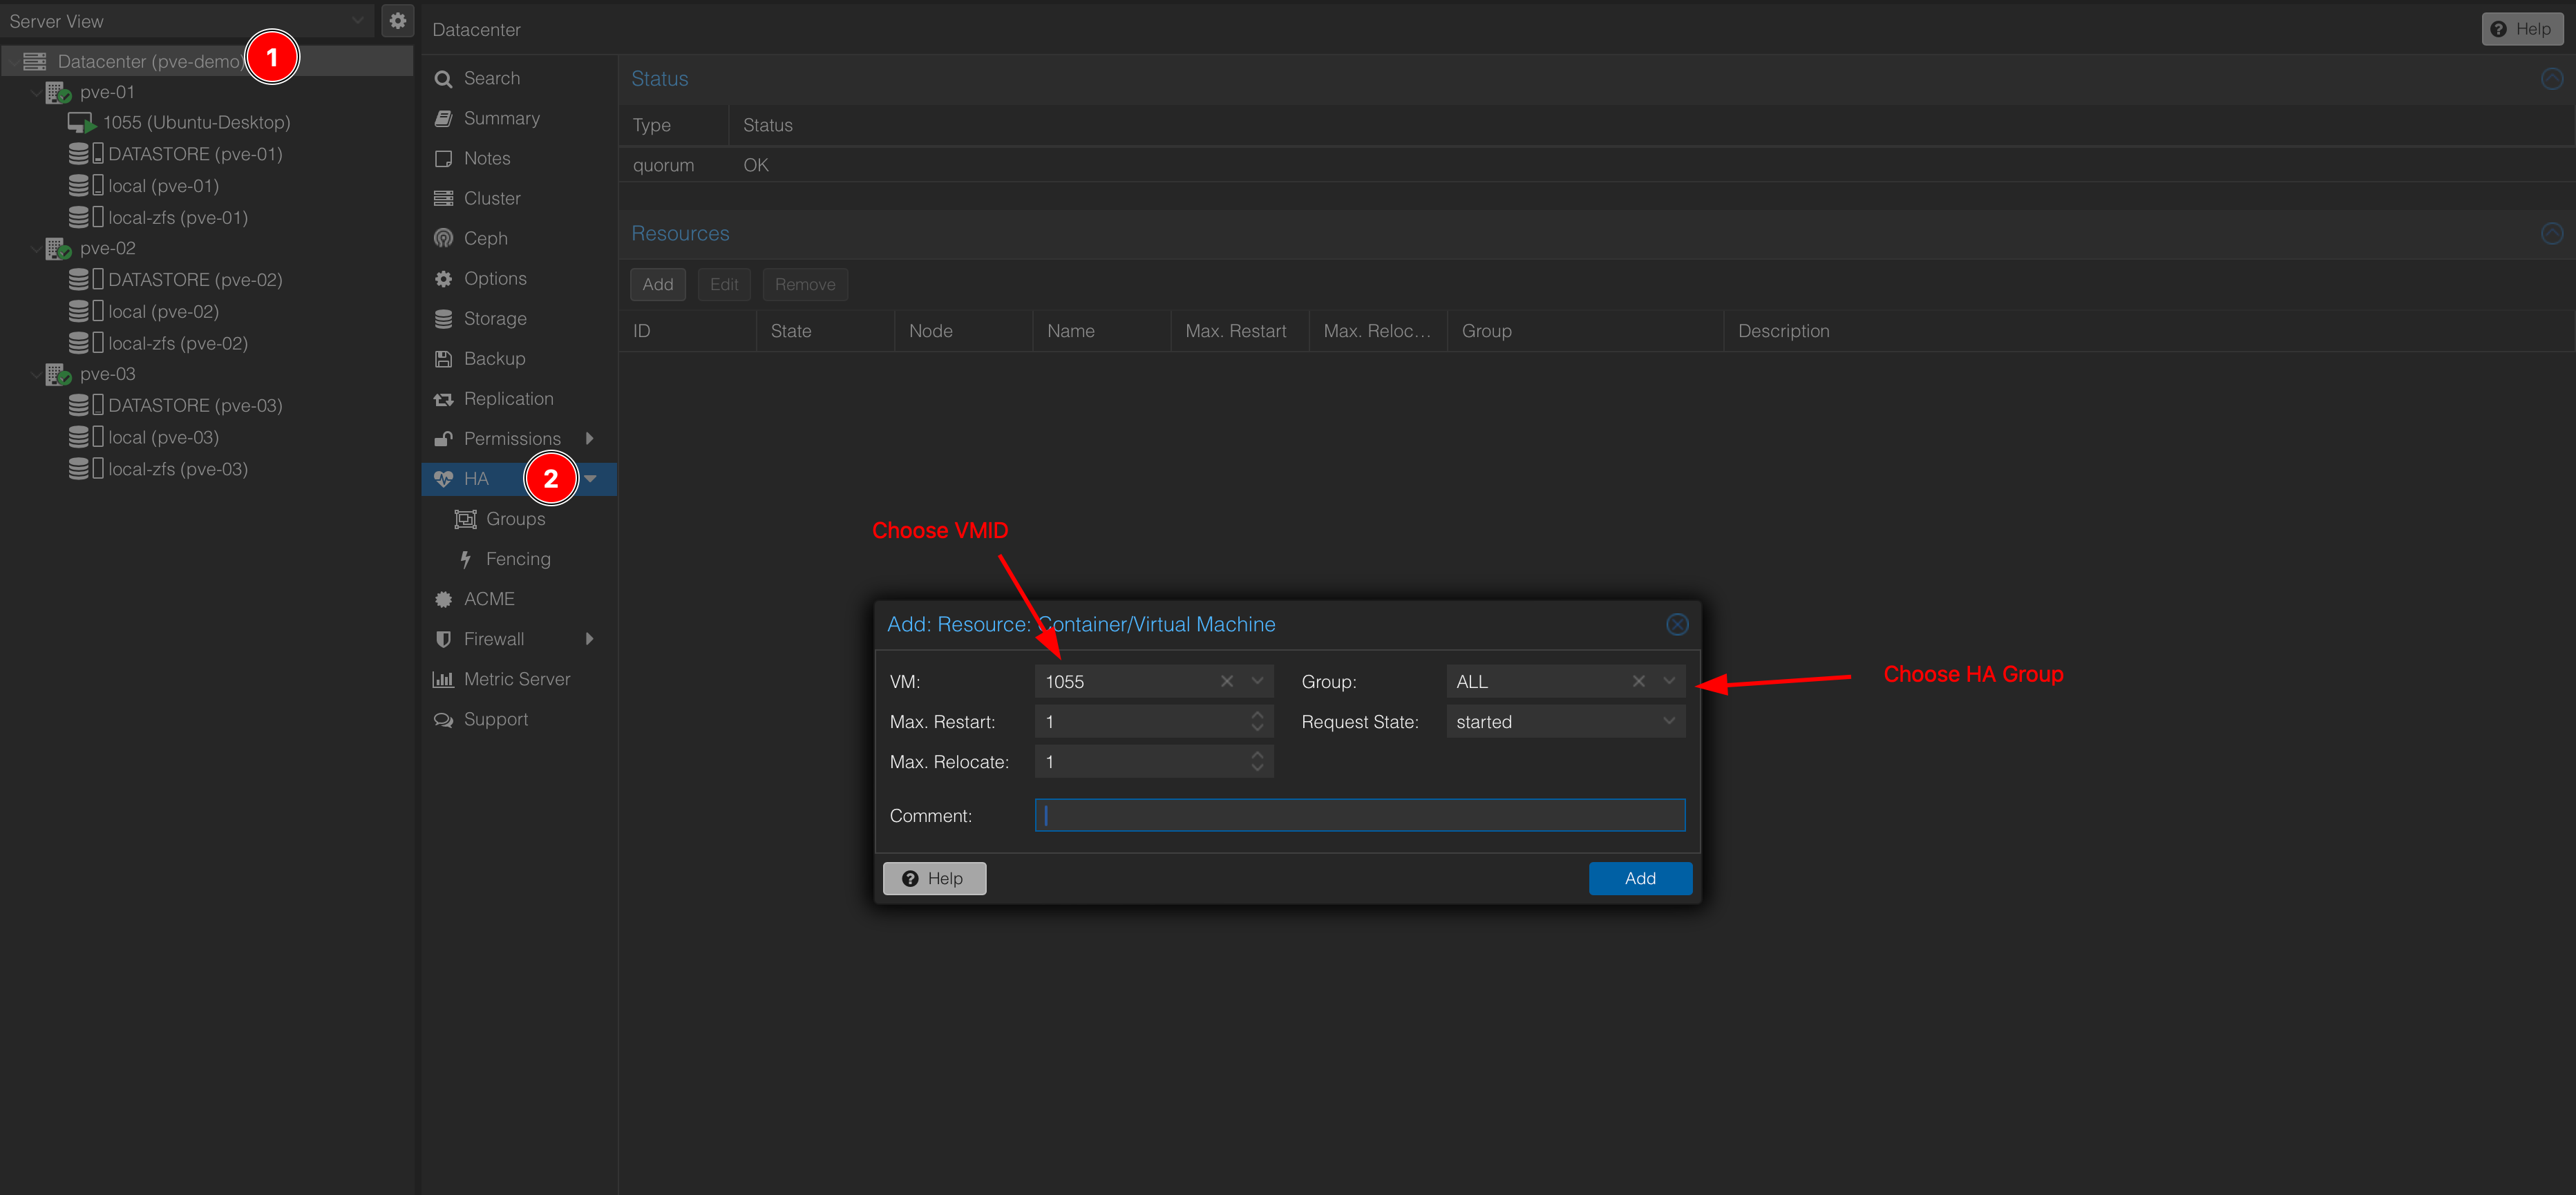 Server View
Datacenter (pve-demo)
1
pve-01
1055 (Ubuntu-Desktop)
DATASTORE (pve-01)
local (pve-01)
local-zfs (pve-01)
pve-02
DATASTORE (pve-02)
local (pve-02)
local-zfs (pve-02)
pve-03
DATASTORE (pve-03)
local (pve-03)
local-zfs (pve-03)
Datacenter
Help
Search
Summary
Notes
Cluster
Ceph
Options
Storage
Backup
Replication
Permissions
HA
2
Groups
Fencing
ACME
Firewall
Metric Server
Support
Status
Type Status
quorum OK
Resources
Add Edit Remove
ID State Node Name Max. Restart Max. Reloc... Group Description
Choose VMID
Add: Resource: Container/Virtual Machine
VM: 1055 Group: ALL
Choose HA Group
Max. Restart: 1 Request State: started
Max. Relocate: 1
Comment:
Help Add